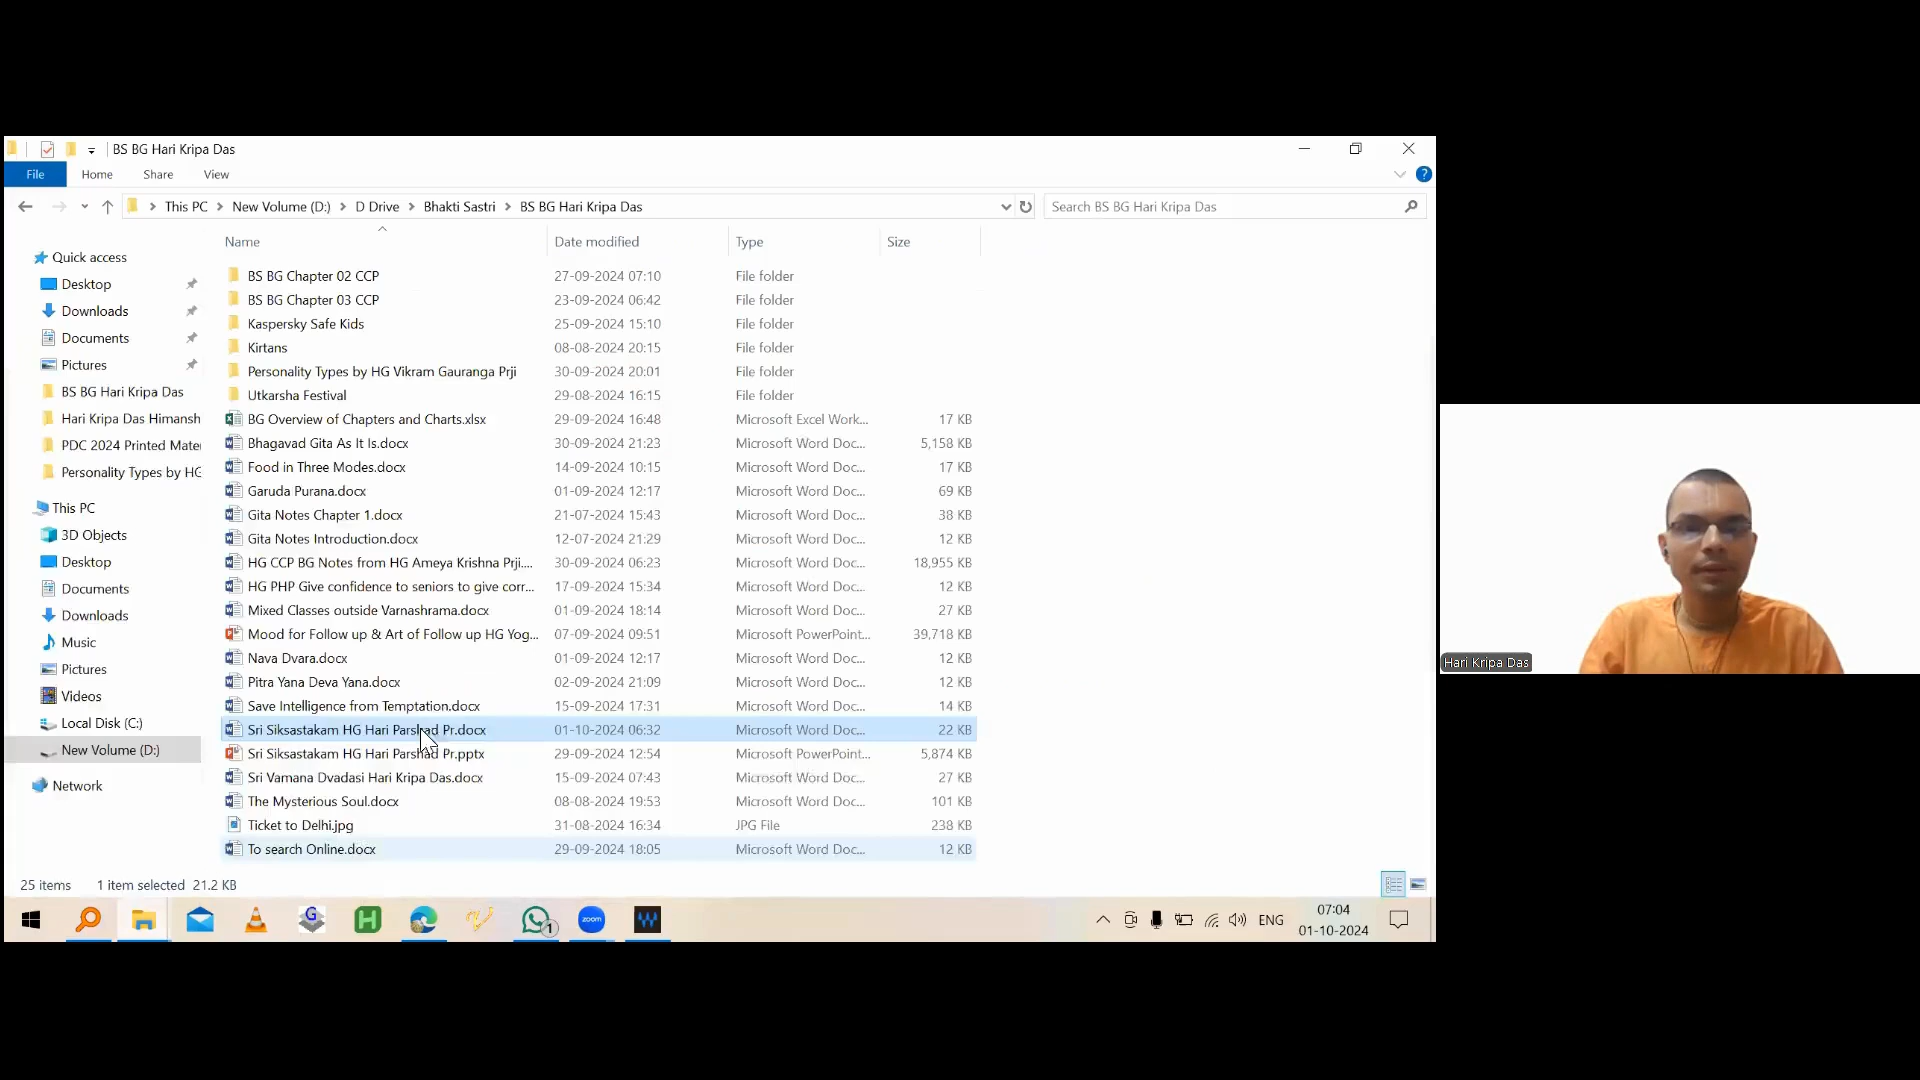 BS BG Hari Kripa Das
File Home Share View
This PC New Volume (D:) D Drive Bhakti Sastri BS BG Hari Kripa Das
Search BS BG Hari Kripa Das
Quick access
Desktop
Downloads
Documents
Pictures
BS BG Hari Kripa Das
Hari Kripa Das Himansh
PDC 2024 Printed Mate
Personality Types by HG
This PC
3D Objects
Desktop
Documents
Downloads
Music
Pictures
Videos
Local Disk (C:)
New Volume (D:)
Network
Name Date modified Type Size
BS BG Chapter 02 CCP 27-09-2024 07:10 File folder
BS BG Chapter 03 CCP 23-09-2024 06:42 File folder
Kaspersky Safe Kids 25-09-2024 15:10 File folder
Kirtans 08-08-2024 20:15 File folder
Personality Types by HG Vikram Gauranga Prji 30-09-2024 20:01 File folder
Utkarsha Festival 29-08-2024 16:15 File folder
BG Overview of Chapters and Charts.xlsx 29-09-2024 16:48 Microsoft Excel Work... 17 KB
Bhagavad Gita As It Is.docx 30-09-2024 21:23 Microsoft Word Doc... 5,158 KB
Food in Three Modes.docx 14-09-2024 10:15 Microsoft Word Doc... 17 KB
Garuda Purana.docx 01-09-2024 12:17 Microsoft Word Doc... 69 KB
Gita Notes Chapter 1.docx 21-07-2024 15:43 Microsoft Word Doc... 38 KB
Gita Notes Introduction.docx 12-07-2024 21:29 Microsoft Word Doc... 12 KB
HG CCP BG Notes from HG Ameya Krishna Prji.... 30-09-2024 06:23 Microsoft Word Doc... 18,955 KB
HG PHP Give confidence to seniors to give corr... 17-09-2024 15:34 Microsoft Word Doc... 12 KB
Mixed Classes outside Varnashrama.docx 01-09-2024 18:14 Microsoft Word Doc... 27 KB
Mood for Follow up & Art of Follow up HG Yog... 07-09-2024 09:51 Microsoft PowerPoint... 39,718 KB
Nava Dvara.docx 01-09-2024 12:17 Microsoft Word Doc... 12 KB
Pitra Yana Deva Yana.docx 02-09-2024 21:09 Microsoft Word Doc... 12 KB
Save Intelligence from Temptation.docx 15-09-2024 17:31 Microsoft Word Doc... 14 KB
Sri Siksastakam HG Hari Parshad Pr.docx 01-10-2024 06:32 Microsoft Word Doc... 22 KB
Sri Siksastakam HG Hari Parshad Pr.pptx 29-09-2024 12:54 Microsoft PowerPoint... 5,874 KB
Sri Vamana Dvadasi Hari Kripa Das.docx 15-09-2024 07:43 Microsoft Word Doc... 27 KB
The Mysterious Soul.docx 08-08-2024 19:53 Microsoft Word Doc... 101 KB
Ticket to Delhi.jpg 31-08-2024 16:34 JPG File 238 KB
To search Online.docx 29-09-2024 18:05 Microsoft Word Doc... 12 KB
25 items 1 item selected 21.2 KB
zoom
1
ENG
07:04
01-10-2024
Hari Kripa Das